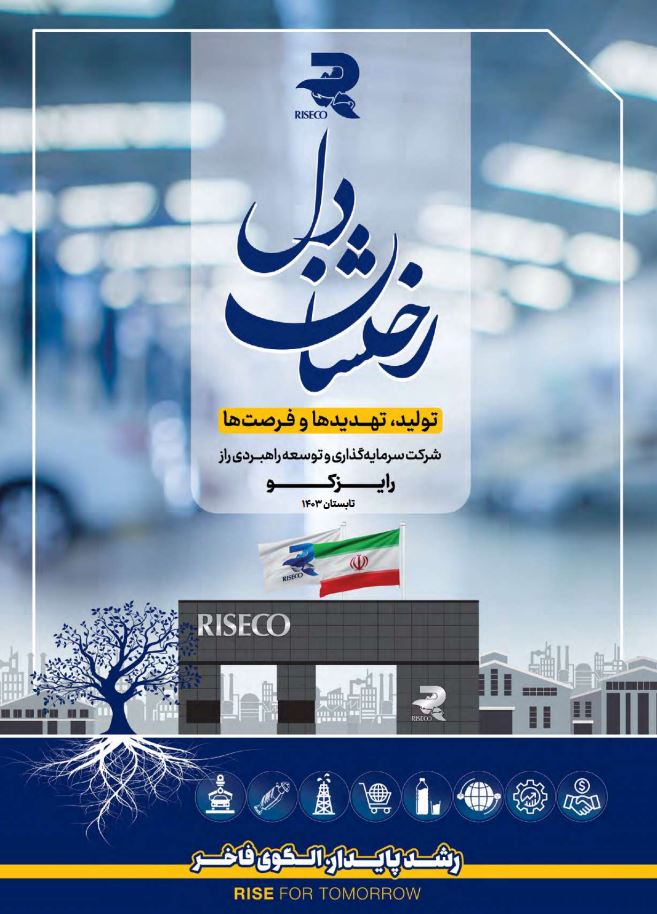 RISECO
رخشان دل
تولید، تهدیدها و فرصت‌ها
شرکت سرمایه‌گذاری و توسعه راهبردی راز
رایزکو
تابستان ۱۴۰۳
RISECO
RISECO
RISECO
رشد پایدار، الگوی فاخر
RISE FOR TOMORROW